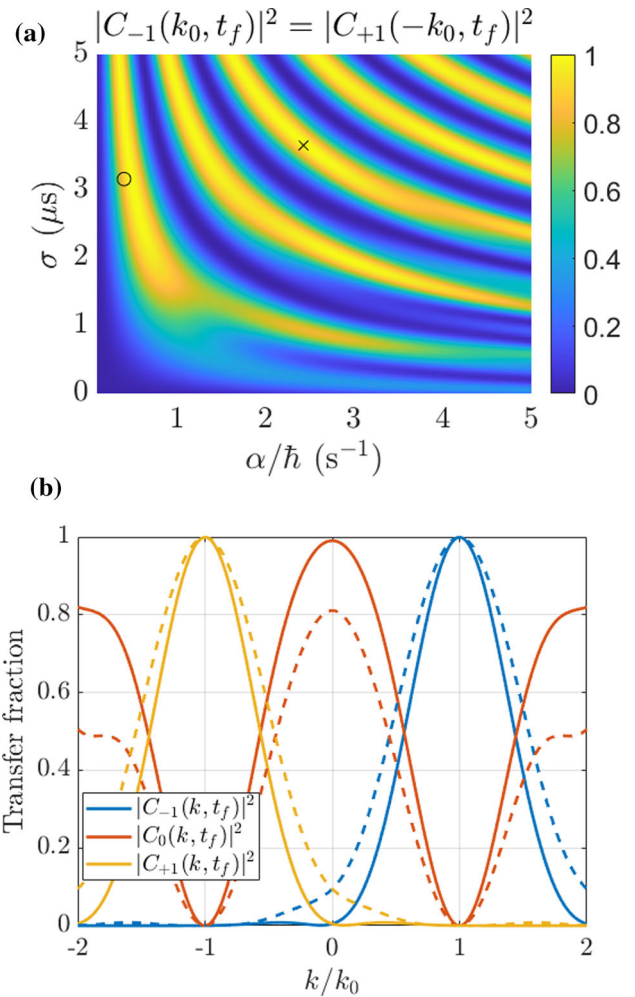 (a) |C₋₁(k₀, t_f)|² = |C₊₁(−k₀, t_f)|²
5
4
3
2
1
0
σ (μs)
1 2 3 4 5
α/ħ (s⁻¹)
1
0.8
0.6
0.4
0.2
0
(b)
1
0.8
0.6
0.4
0.2
0
Transfer fraction
|C₋₁(k, t_f)|²
|C₀(k, t_f)|²
|C₊₁(k, t_f)|²
-2 -1 0 1 2
k/k₀